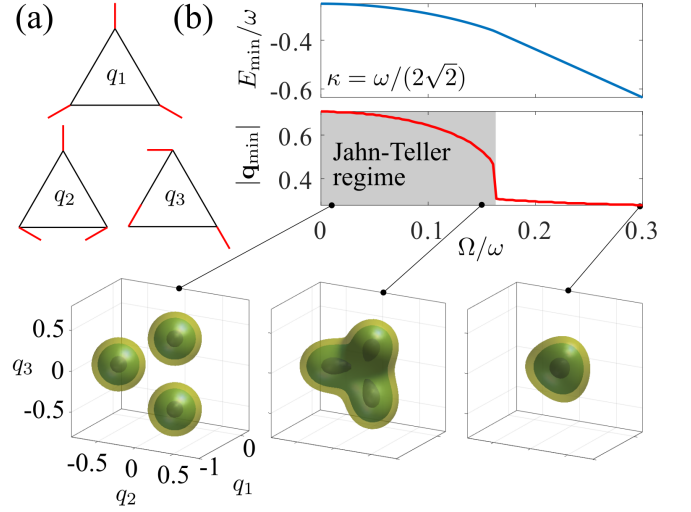 (a)
q₁
q₂
q₃
(b)
E_min/ω
-0.4
-0.6
κ = ω/(2√2)
|q_min|
0.6
0.4
Jahn-Teller
regime
0
0.1
0.2
0.3
Ω/ω
0.5
0
-0.5
q₃
-0.5
0
0.5
q₂
-1
0
q₁